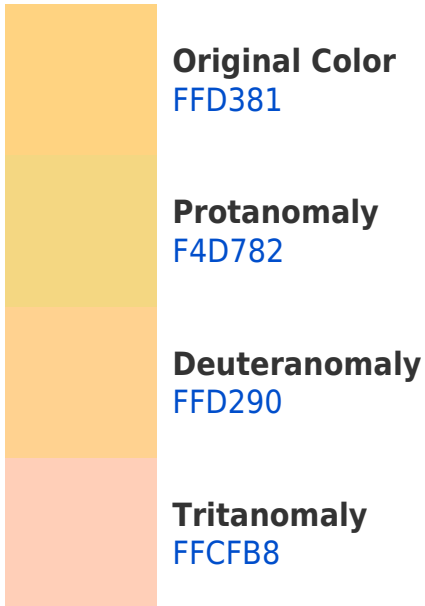 Original Color
FFD381
Protanomaly
F4D782
Deuteranomaly
FFD290
Tritanomaly
FFCFB8